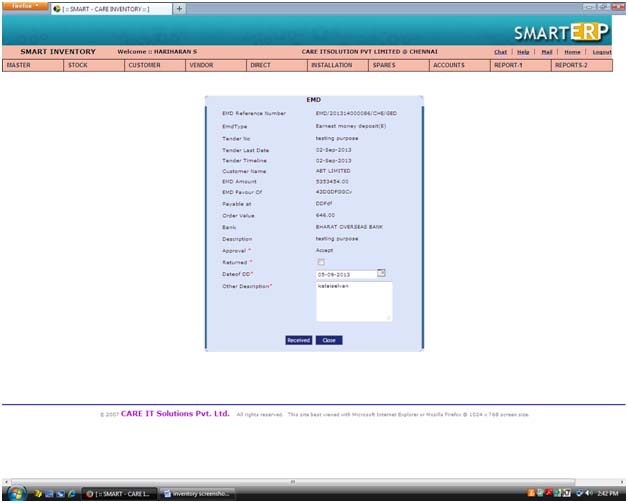 Firefox
[ :: SMART - CARE INVENTORY :: ]
SMARTERP
SMART INVENTORY Welcome :: HARIHARAN S CARE ITSOLUTION PVT LIMITED @ CHENNAI Chat | Help | Mail | Home | Logout
MASTER STOCK CUSTOMER VENDOR DIRECT INSTALLATION SPARES ACCOUNTS REPORT-1 REPORTS-2
EMD
EMD Reference Number EMD/201314000086/CHE/GED
EmdType Earnest money deposit(E)
Tender No testing purpose
Tender Last Date 02-Sep-2013
Tender Timeline 02-Sep-2013
Customer Name ABT LIMITED
EMD Amount 5353454.00
EMD Favour Of
Payable at DDFdf
Order Value 646.00
Bank BHARAT OVERSEAS BANK
Description testing purpose
Approval * Accept
Returned *
Dateof DD* 05-09-2013
Other Description* kalaiselvan
Received Close
© 2007 CARE IT Solutions Pvt. Ltd. All rights reserved. This site best viewed with Microsoft Internet Explorer or Mozilla Firefox @ 1024 x 768 screen size.
[ :: SMART - CARE I... inventory screensho... 2:42 PM